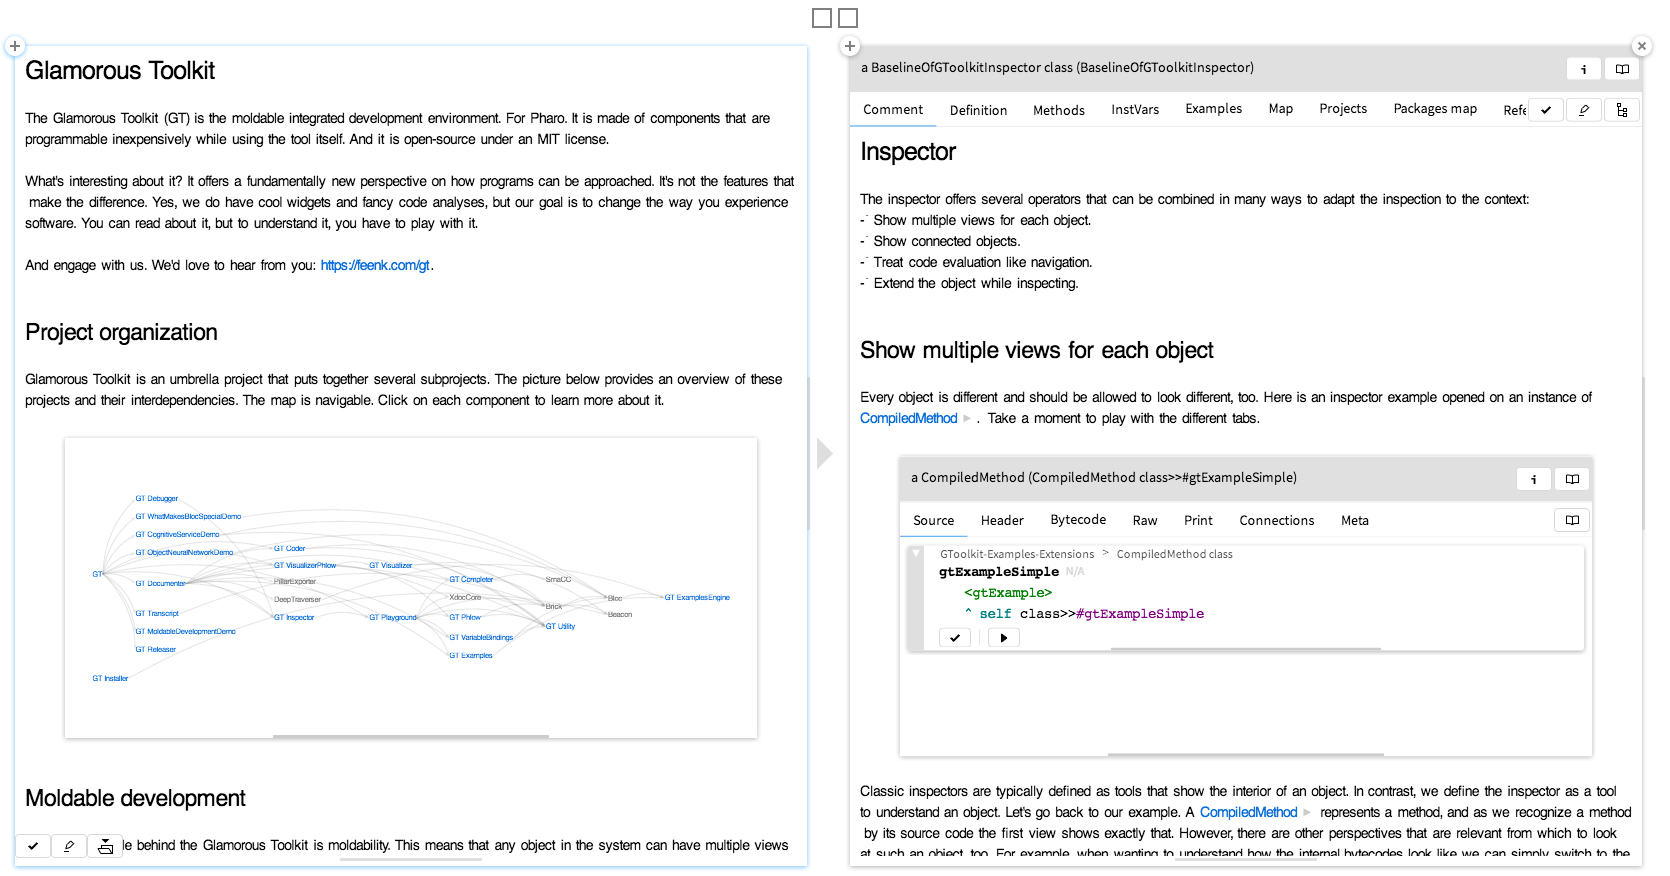 Glamorous Toolkit
The Glamorous Toolkit (GT) is the moldable integrated development environment. For Pharo. It is made of components that are
programmable inexpensively while using the tool itself. And it is open-source under an MIT license.
What's interesting about it? It offers a fundamentally new perspective on how programs can be approached. It's not the features that
make the difference. Yes, we do have cool widgets and fancy code analyses, but our goal is to change the way you experience
software. You can read about it, but to understand it, you have to play with it.
And engage with us. We'd love to hear from you: https://feenk.com/gt.
Project organization
Glamorous Toolkit is an umbrella project that puts together several subprojects. The picture below provides an overview of these
projects and their interdependencies. The map is navigable. Click on each component to learn more about it.
GT
GT Installer
GT Debugger
GT WhatMakesBlocSpecialDemo
GT CognitiveServiceDemo
GT ObjectNeuralNetworkDemo
GT Documenter
GT Transcript
GT MoldableDevelopmentDemo
GT Releaser
GT Coder
GT VisualizerPhlow
PillarExporter
DeepTraverser
GT Inspector
GT Visualizer
GT Playground
GT Completer
XdocCore
GT Phlow
GT VariableBindings
GT Examples
SmaCC
Brick
GT Utility
Bloc
Beacon
GT ExamplesEngine
Moldable development
le behind the Glamorous Toolkit is moldability. This means that any object in the system can have multiple views
a BaselineOfGToolkitInspector class (BaselineOfGToolkitInspector)
Comment Definition Methods InstVars Examples Map Projects Packages map Refe
Inspector
The inspector offers several operators that can be combined in many ways to adapt the inspection to the context:
- Show multiple views for each object.
- Show connected objects.
- Treat code evaluation like navigation.
- Extend the object while inspecting.
Show multiple views for each object
Every object is different and should be allowed to look different, too. Here is an inspector example opened on an instance of
CompiledMethod . Take a moment to play with the different tabs.
a CompiledMethod (CompiledMethod class>>#gtExampleSimple)
Source Header Bytecode Raw Print Connections Meta
GToolkit-Examples-Extensions > CompiledMethod class
gtExampleSimple N/A
<gtExample>
^ self class>>#gtExampleSimple
Classic inspectors are typically defined as tools that show the interior of an object. In contrast, we define the inspector as a tool
to understand an object. Let's go back to our example. A CompiledMethod represents a method, and as we recognize a method
by its source code the first view shows exactly that. However, there are other perspectives that are relevant from which to look
at such an object, too. For example, when wanting to understand how the internal bytecodes look like we can simply switch to the